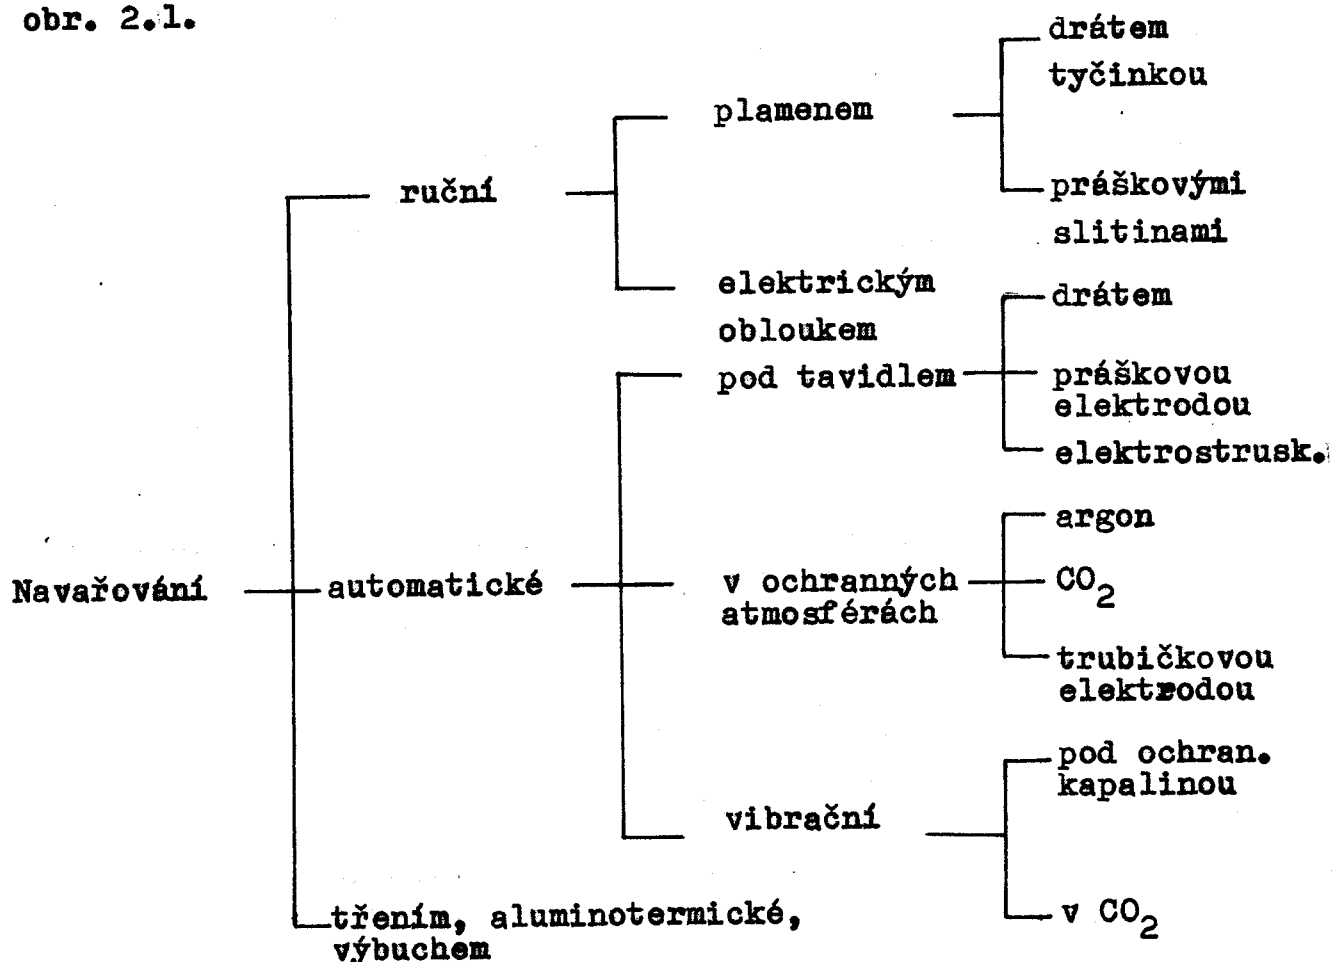 obr. 2.1.
drátem
tyčinkou
plamenem
práškovými
slitinami
ruční
elektrickým
obloukem
drátem
pod tavidlem
práškovou
elektrodou
elektrostrusk.
argon
Navařování
automatické
v ochranných
atmosférách
CO2
trubičkovou
elektrodou
pod ochran.
kapalinou
vibrační
v CO2
třením, aluminotermické,
výbuchem